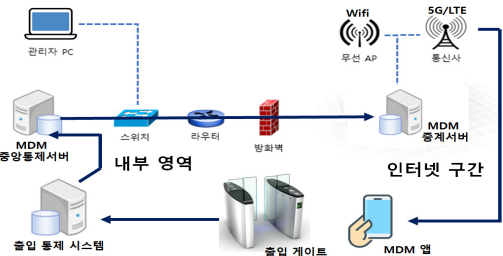 Wifi
5G/LTE
관리자 PC
무선 AP
통신사
MDM
중앙통제서버
스위치
라우터
방화벽
MDM
중계서버
내부 영역
인터넷 구간
출입 통제 시스템
출입 게이트
MDM 앱